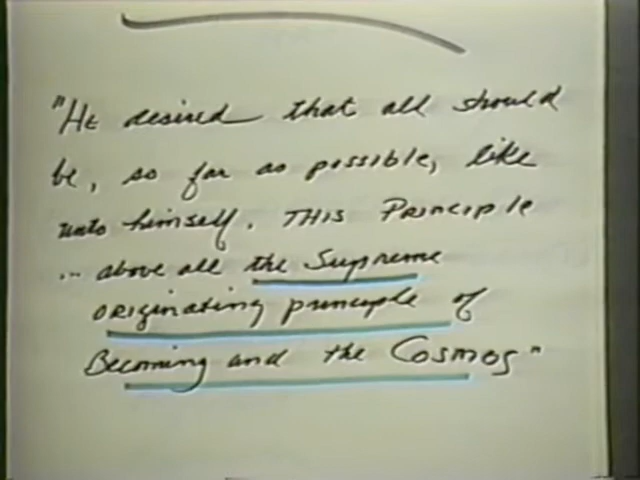 "He desired that all should
be, so far as possible, like
unto himself. THIS Principle
... above all the Supreme
originating principle of
Becoming and the Cosmos"